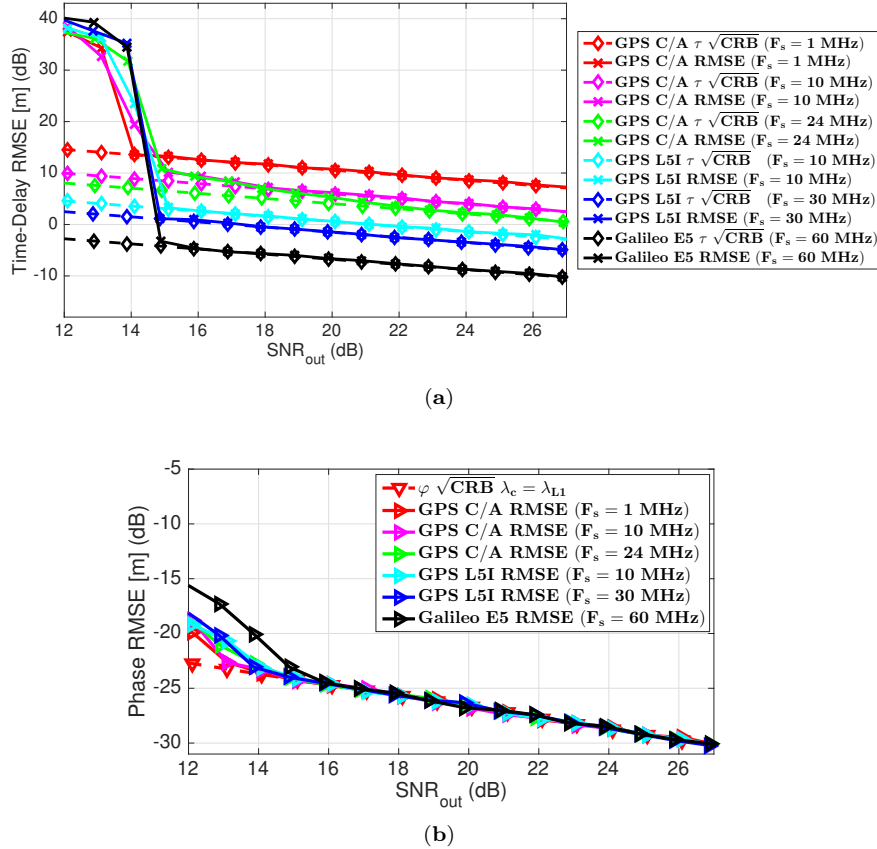 40
30
20
10
0
-10
12
14
16
18
20
22
24
26
Time-Delay RMSE [m] (dB)
SNR_out (dB)
GPS C/A τ √CRB (F_s = 1 MHz)
GPS C/A RMSE (F_s = 1 MHz)
GPS C/A τ √CRB (F_s = 10 MHz)
GPS C/A RMSE (F_s = 10 MHz)
GPS C/A τ √CRB (F_s = 24 MHz)
GPS C/A RMSE (F_s = 24 MHz)
GPS L5I τ √CRB (F_s = 10 MHz)
GPS L5I RMSE (F_s = 10 MHz)
GPS L5I τ √CRB (F_s = 30 MHz)
GPS L5I RMSE (F_s = 30 MHz)
Galileo E5 τ √CRB (F_s = 60 MHz)
Galileo E5 RMSE (F_s = 60 MHz)
(a)
-5
-10
-15
-20
-25
-30
12
14
16
18
20
22
24
26
Phase RMSE [m] (dB)
SNR_out (dB)
φ √CRB λ_c = λ_L1
GPS C/A RMSE (F_s = 1 MHz)
GPS C/A RMSE (F_s = 10 MHz)
GPS C/A RMSE (F_s = 24 MHz)
GPS L5I RMSE (F_s = 10 MHz)
GPS L5I RMSE (F_s = 30 MHz)
Galileo E5 RMSE (F_s = 60 MHz)
(b)